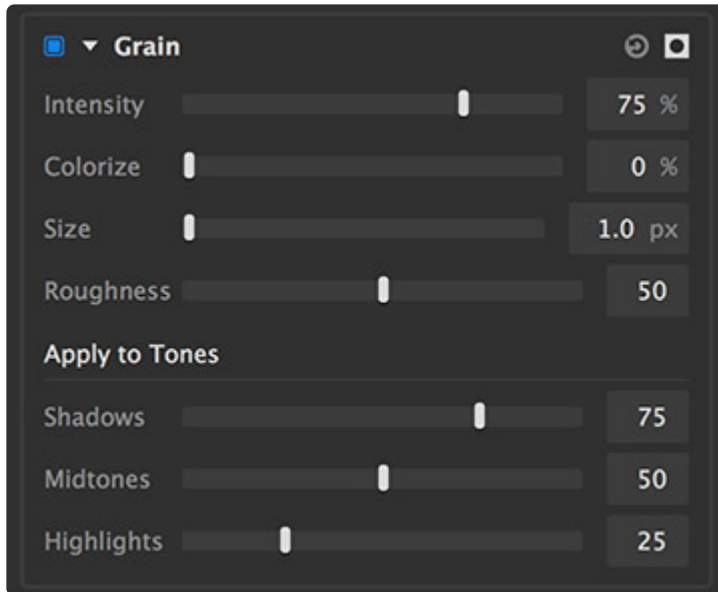 Grain
Intensity 75 %
Colorize 0 %
Size 1.0 px
Roughness 50
Apply to Tones
Shadows 75
Midtones 50
Highlights 25